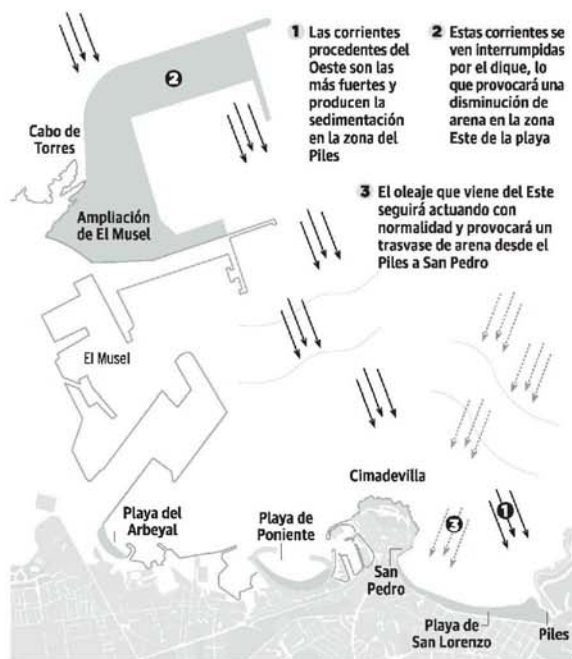 1 Las corrientes
procedentes del
Oeste son las
más fuertes y
producen la
sedimentación
en la zona del
Piles
2 Estas corrientes se
ven interrumpidas
por el dique, lo
que provocará una
disminución de
arena en la zona
Este de la playa
3 El oleaje que viene del Este
seguirá actuando con
normalidad y provocará un
trasvase de arena desde el
Piles a San Pedro
2
Cabo de
Torres
Ampliación
de El Musel
El Musel
Cimadevilla
Playa del
Arbeyal
Playa de
Poniente
3
1
San
Pedro
Playa de
San Lorenzo
Piles